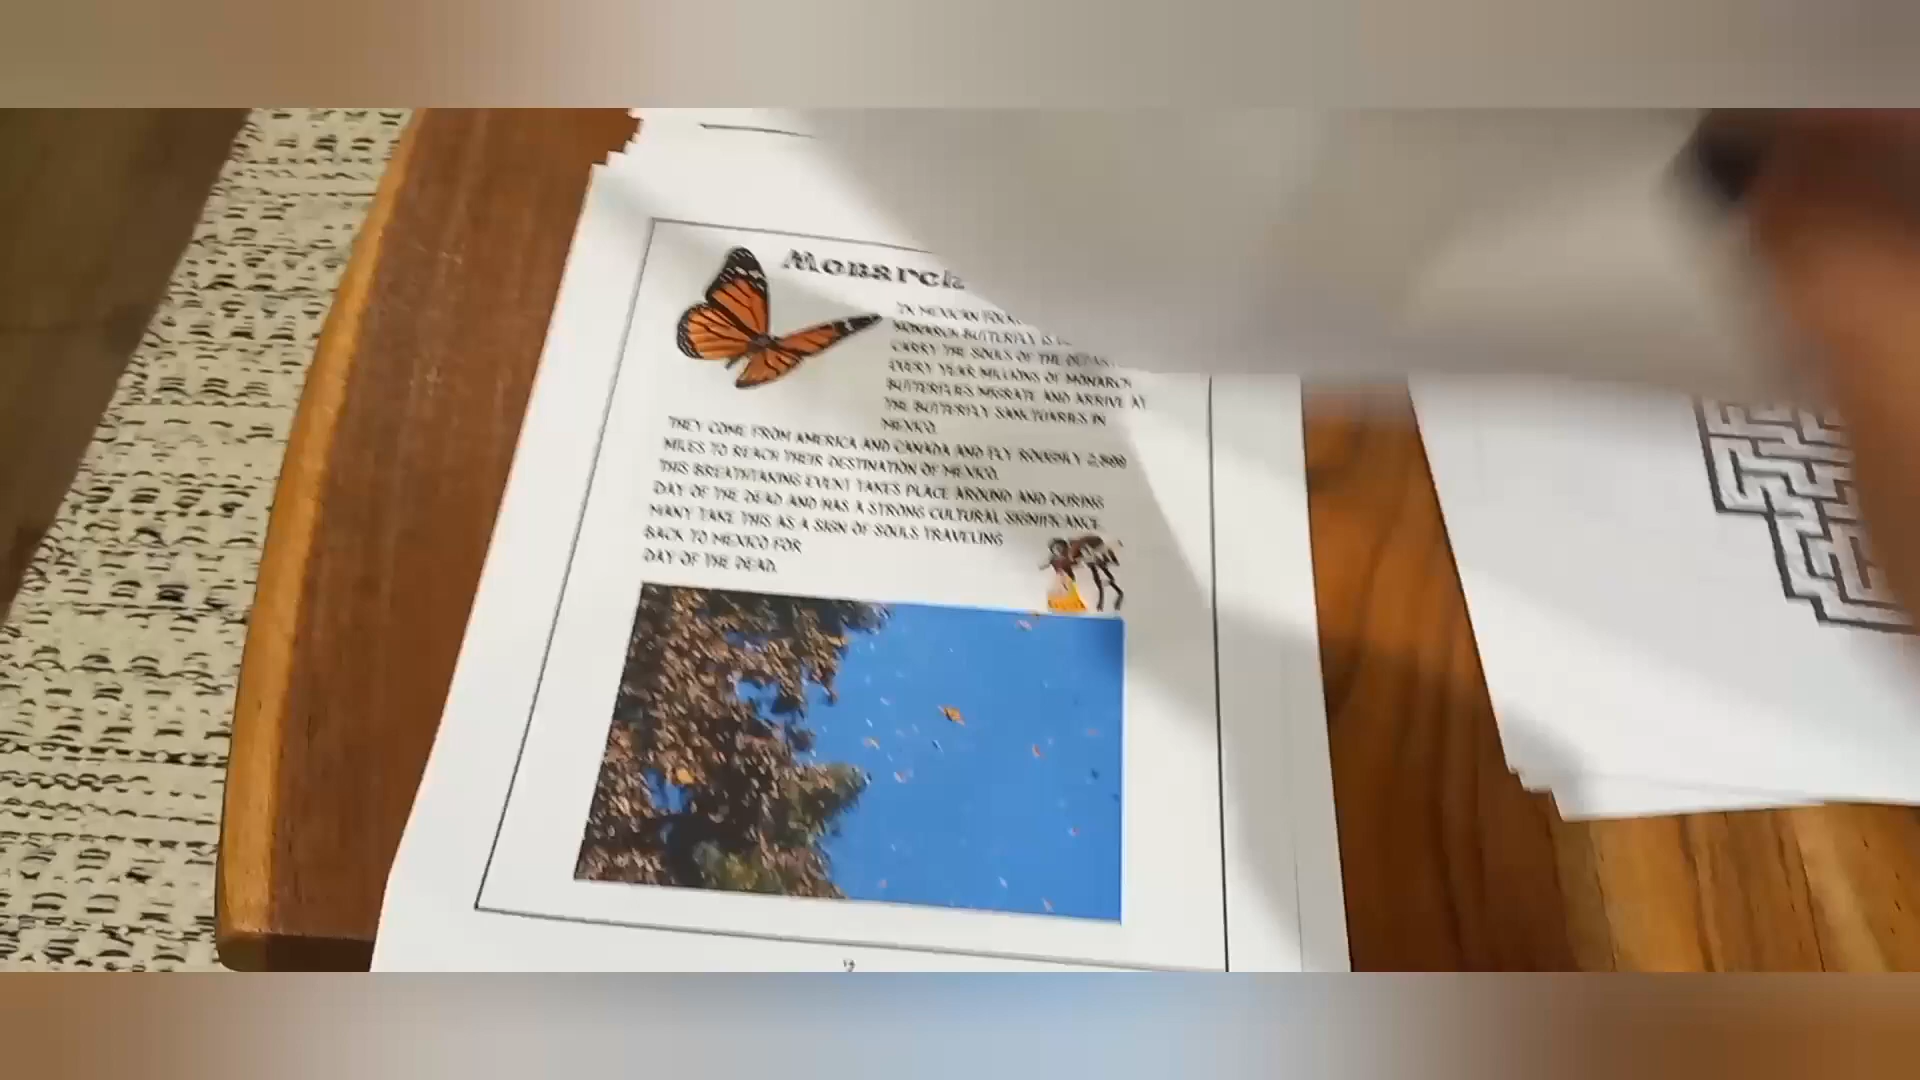 Monarch
IN MEXICAN
MONARCH BUTTERFLY IS
CARRY THE SOULS OF THE
EVERY YEAR MILLIONS OF MONARCH
BUTTERFLIES MIGRATE AND ARRIVE AT
THE BUTTERFLY SANCTUARIES IN
MEXICO.
THEY COME FROM AMERICA AND CANADA AND FLY ROUGHLY
MILES TO REACH THEIR DESTINATION OF MEXICO.
THIS BREATHTAKING EVENT TAKES PLACE AROUND AND DURING
DAY OF THE DEAD AND HAS A STRONG CULTURAL SIGNIFICANCE.
MANY TAKE THIS AS A SIGN OF SOULS TRAVELING
BACK TO MEXICO FOR
DAY OF THE DEAD.